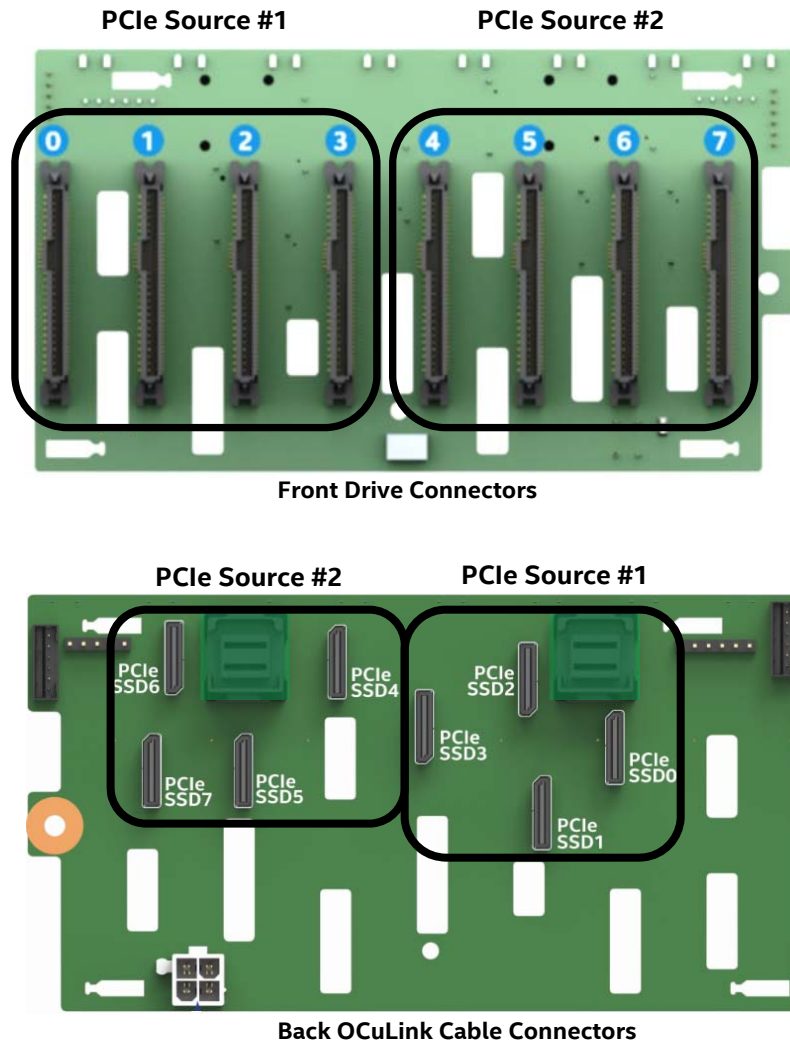 PCIe Source #1
PCIe Source #2
0
1
2
3
4
5
6
7
Front Drive Connectors
PCIe Source #2
PCIe Source #1
PCIe
SSD6
PCIe
SSD4
PCIe
SSD2
PCIe
SSD3
PCIe
SSD0
PCIe
SSD7
PCIe
SSD5
PCIe
SSD1
Back OCuLink Cable Connectors